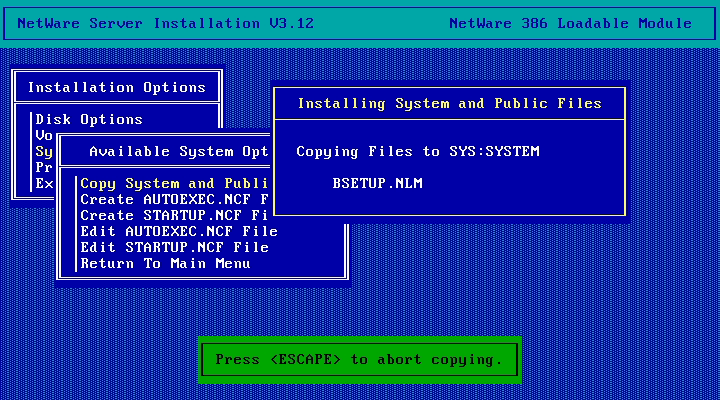 NetWare Server Installation V3.12 NetWare 386 Loadable Module
Installation Options
Disk Options
Vo
Sy
Pr
Ex
Available System Opt
Copy System and Publi
Create AUTOEXEC.NCF F
Create STARTUP.NCF Fi
Edit AUTOEXEC.NCF File
Edit STARTUP.NCF File
Return To Main Menu
Installing System and Public Files
Copying Files to SYS:SYSTEM
BSETUP.NLM
Press <ESCAPE> to abort copying.